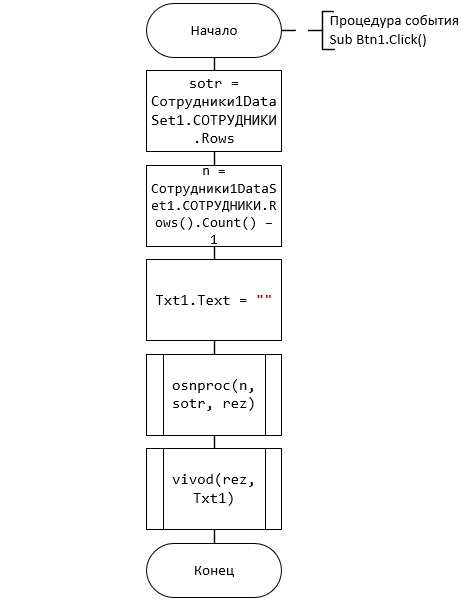 Начало
Процедура события
Sub Btn1.Click()
sotr =
Сотрудники1Data
Set1.СОТРУДНИКИ
.Rows
n =
Сотрудники1DataS
et1.СОТРУДНИКИ.R
ows().Count() –
1
Txt1.Text = ""
osnproc(n,
sotr, rez)
vivod(rez,
Txt1)
Конец